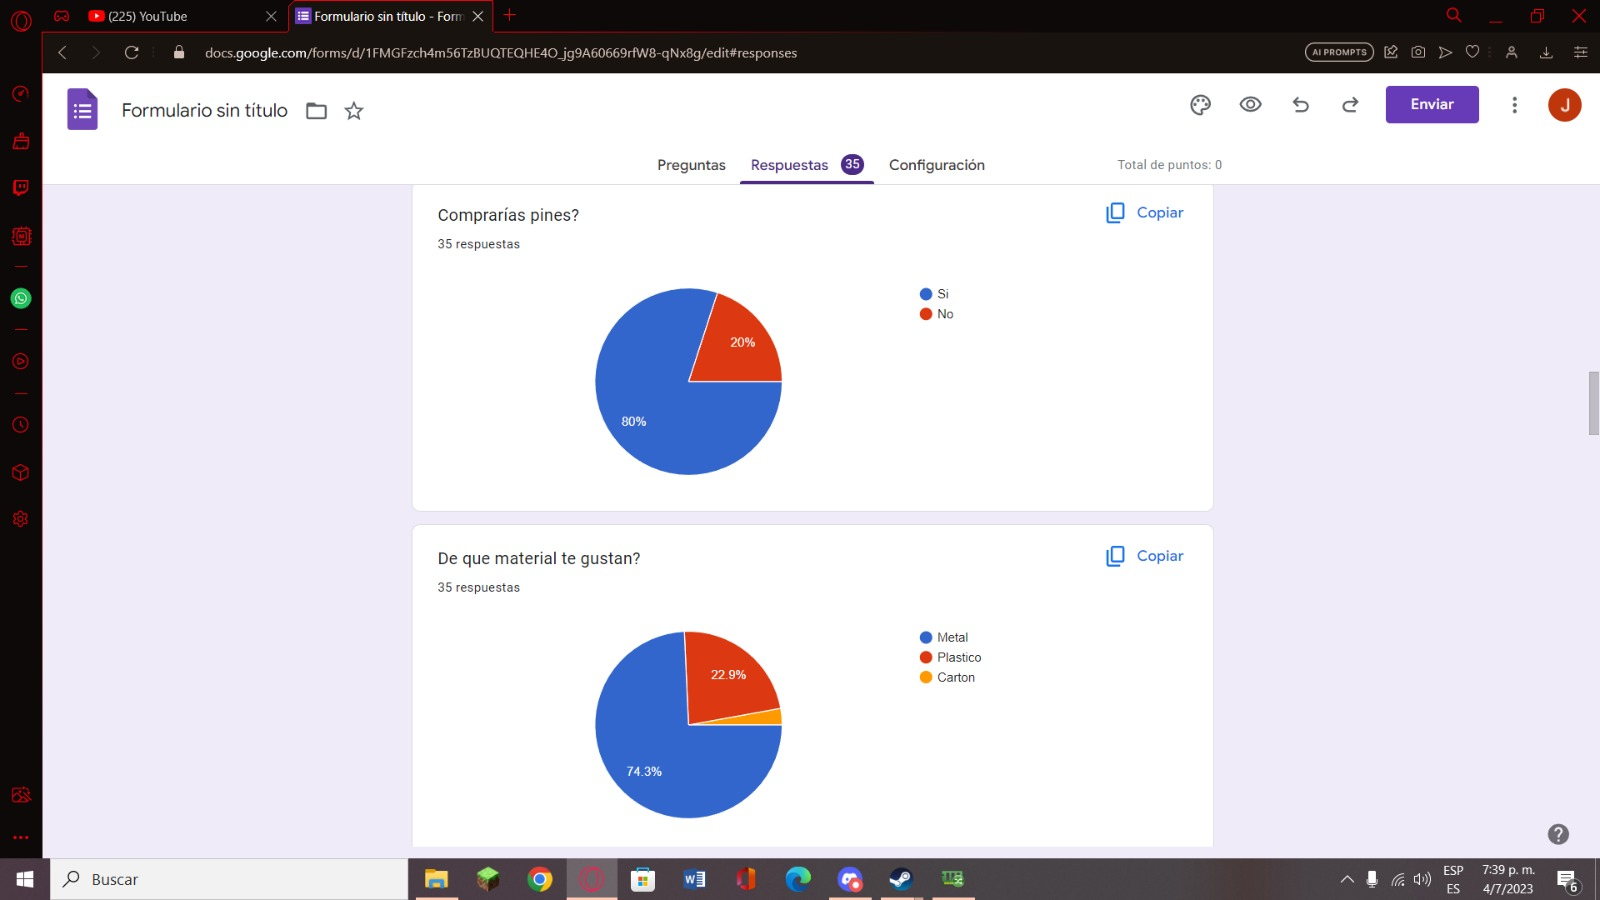 (225) YouTube
Formulario sin título - Form
docs.google.com/forms/d/1FMGFzch4m56TzBUQTEQHE4O_jg9A60669rfW8-qNx8g/edit#responses
AI PROMPTS
Formulario sin título
Enviar
J
Preguntas
Respuestas 35
Configuración
Total de puntos: 0
Comprarías pines?
Copiar
35 respuestas
Si
No
20%
80%
De que material te gustan?
Copiar
35 respuestas
Metal
Plastico
Carton
22.9%
74.3%
Buscar
ESP
ES
7:39 p. m.
4/7/2023
6